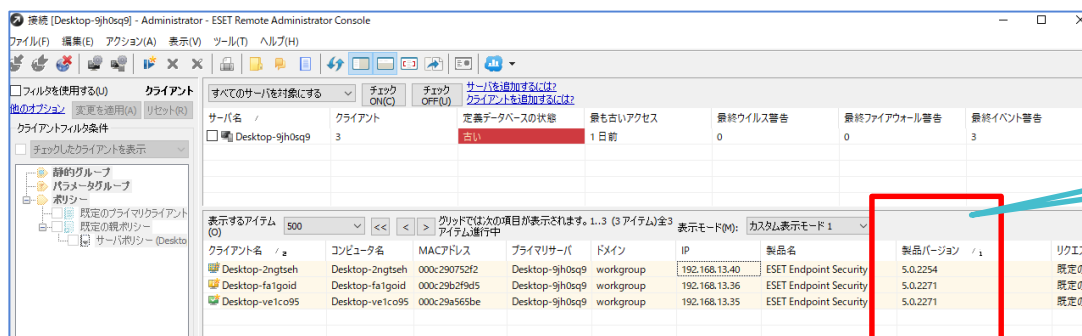 接続 [Desktop-9jh0sq9] - Administrator - ESET Remote Administrator Console
ファイル(F) 編集(E) アクション(A) 表示(V) ツール(T) ヘルプ(H)
フィルタを使用する(U) クライアント
他のオプション 変更を適用(A) リセット(R)
クライアントフィルタ条件
チェックしたクライアントを表示
静的グループ
パラメータグループ
ポリシー
既定のプライマリクライアント
既定の親ポリシー
サーバポリシー (Deskto
すべてのサーバを対象にする チェック ON(C) チェック OFF(U) サーバを追加するには?
クライアントを追加するには?
サーバ名 クライアント 定義データベースの状態 最も古いアクセス 最終ウイルス警告 最終ファイアウォール警告 最終イベント警告
Desktop-9jh0sq9 3 古い 1 日前 0 0 3
表示するアイテム(O) 500 << < > グリッドでは次の項目が表示されます。1..3 (3 アイテム)全3 アイテム進行中 表示モード(M): カスタム表示モード 1
クライアント名 2 コンピュータ名 MACアドレス プライマリサーバ ドメイン IP 製品名 製品バージョン 1
Desktop-2ngtseh Desktop-2ngtseh 000c290752f2 Desktop-9jh0sq9 workgroup 192.168.13.40 ESET Endpoint Security 5.0.2254 既定の
Desktop-fa1goid Desktop-fa1goid 000c29b2f9d5 Desktop-9jh0sq9 workgroup 192.168.13.36 ESET Endpoint Security 5.0.2271 既定の
Desktop-ve1co95 Desktop-ve1co95 000c29a565be Desktop-9jh0sq9 workgroup 192.168.13.35 ESET Endpoint Security 5.0.2271 既定の